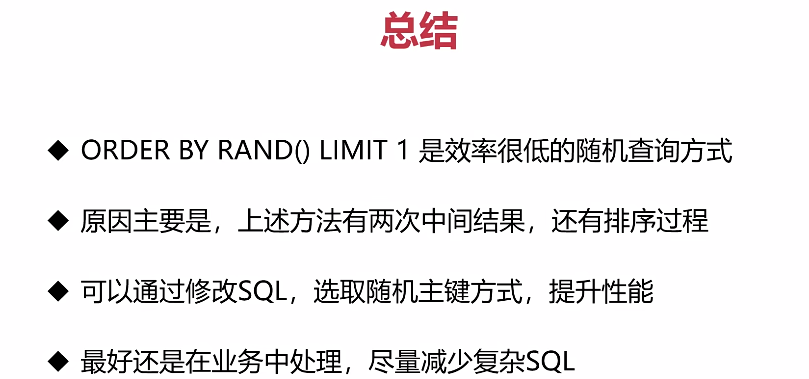 总结
◆ ORDER BY RAND() LIMIT 1 是效率很低的随机查询方式
◆ 原因主要是，上述方法有两次中间结果，还有排序过程
◆ 可以通过修改SQL，选取随机主键方式，提升性能
◆ 最好还是在业务中处理，尽量减少复杂SQL